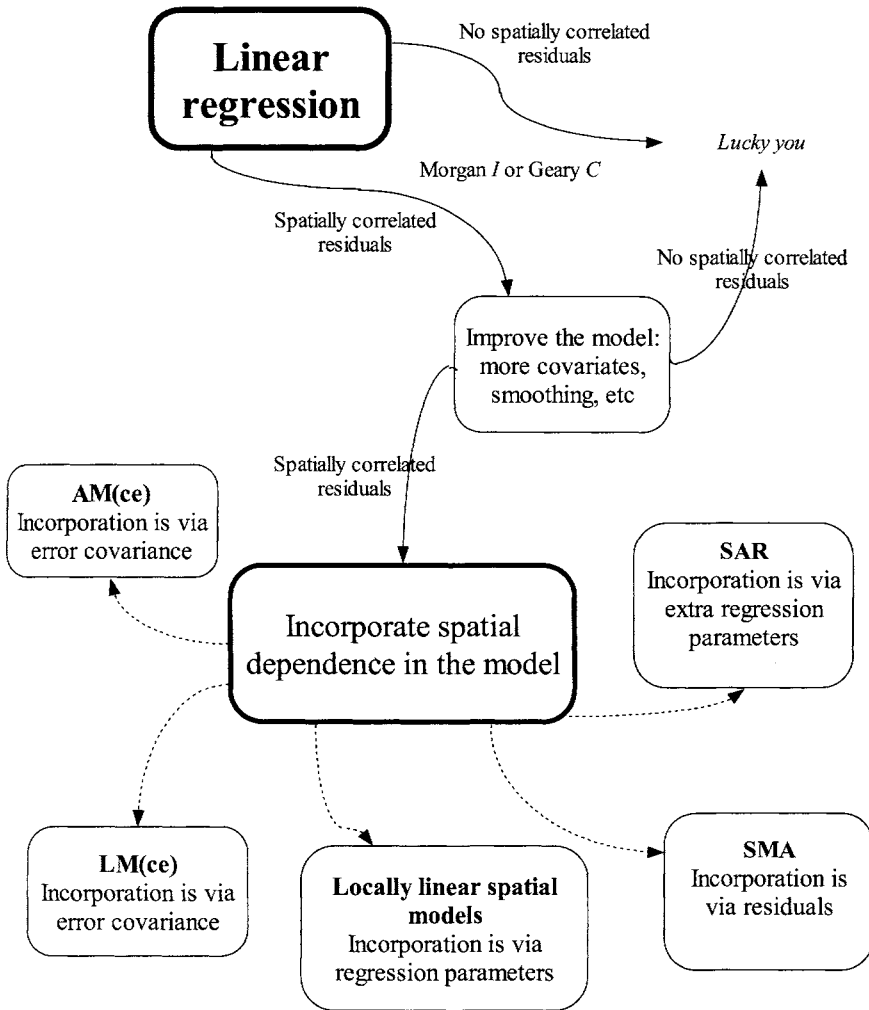 Linear
regression
No spatially correlated
residuals
Lucky you
Morgan I or Geary C
Spatially correlated
residuals
No spatially correlated
residuals
Improve the model:
more covariates,
smoothing, etc
Spatially correlated
residuals
AM(ce)
Incorporation is via
error covariance
SAR
Incorporation is via
extra regression
parameters
Incorporate spatial
dependence in the model
LM(ce)
Incorporation is via
error covariance
Locally linear spatial
models
Incorporation is via
regression parameters
SMA
Incorporation is
via residuals